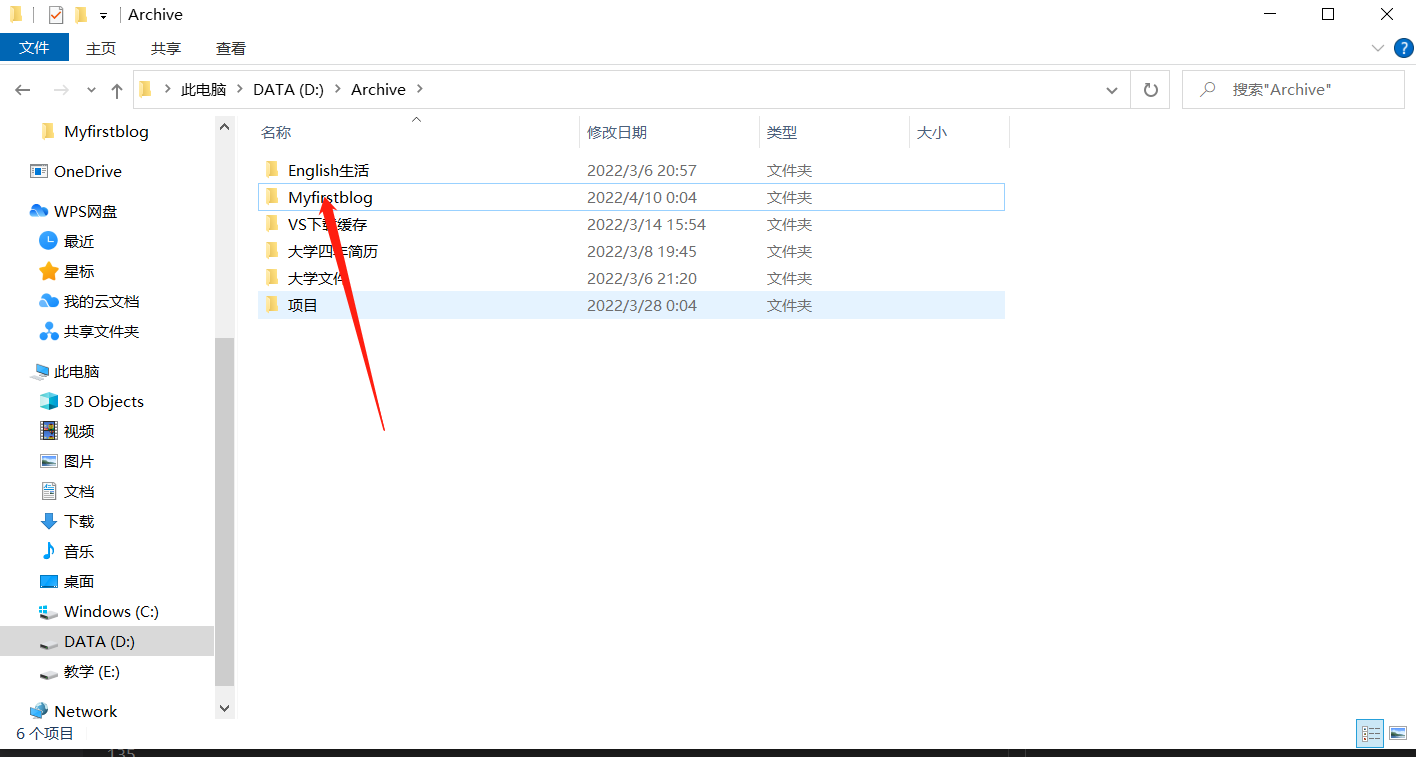 Archive
文件 主页 共享 查看 ?
此电脑 DATA (D:) Archive 搜索"Archive"
Myfirstblog
OneDrive
WPS网盘
最近
星标
我的云文档
共享文件夹
此电脑
3D Objects
视频
图片
文档
下载
音乐
桌面
Windows (C:)
DATA (D:)
教学 (E:)
Network
名称 修改日期 类型 大小
English生活 2022/3/6 20:57 文件夹
Myfirstblog 2022/4/10 0:04 文件夹
VS下载缓存 2022/3/14 15:54 文件夹
大学四年简历 2022/3/8 19:45 文件夹
大学文件 2022/3/6 21:20 文件夹
项目 2022/3/28 0:04 文件夹
6 个项目
135